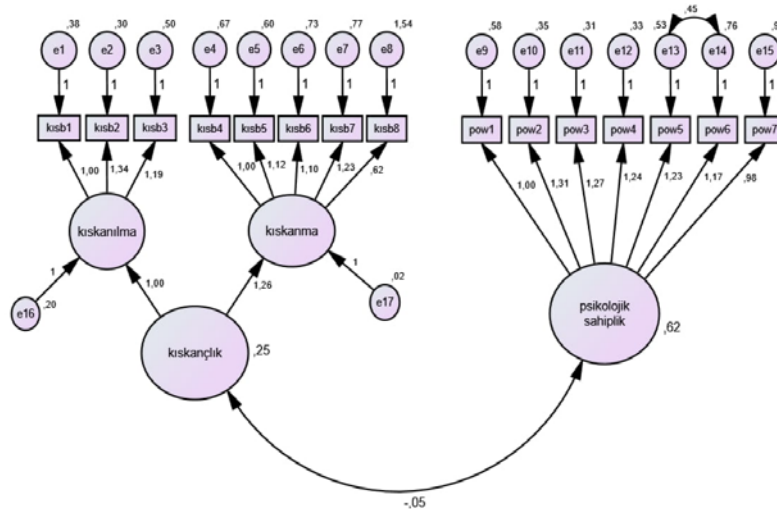 ,38 ,30 ,50 ,67 ,60 ,73 ,77 1,54
e1 e2 e3 e4 e5 e6 e7 e8
1 1 1 1 1 1 1 1
kısb1 kısb2 kısb3 kısb4 kısb5 kısb6 kısb7 kısb8
1,00 1,34 1,19 1,00 1,12 1,10 1,23 ,62
kıskanılma kıskanma
1 ,20 e16 1,00 1,26 1 ,02 e17
kıskançlık ,25
,45
,58 ,35 ,31 ,33 ,53 ,76
e9 e10 e11 e12 e13 e14 e15
1 1 1 1 1 1 1
pow1 pow2 pow3 pow4 pow5 pow6 pow7
1,00 1,31 1,27 1,24 1,23 1,17 ,98
psikolojik
sahiplik
,62
-,05